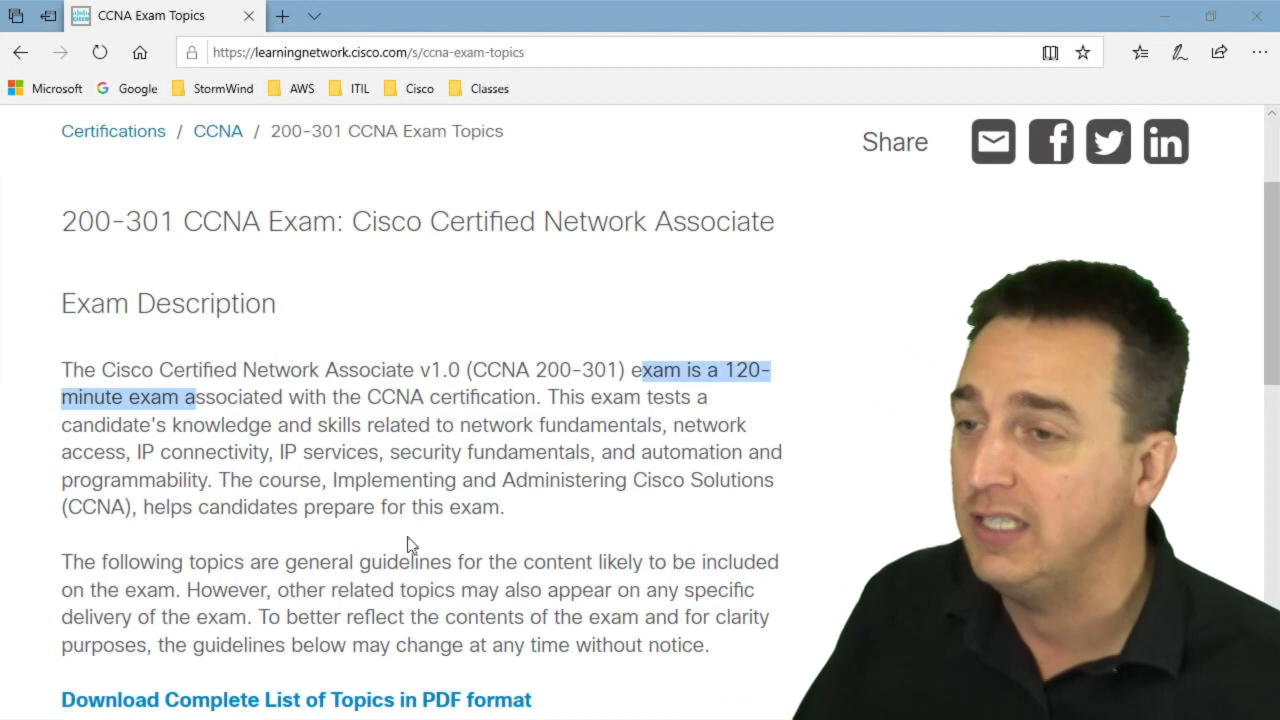 CCNA Exam Topics
https://learningnetwork.cisco.com/s/ccna-exam-topics
Microsoft Google StormWind AWS ITIL Cisco Classes
Certifications / CCNA / 200-301 CCNA Exam Topics
Share
200-301 CCNA Exam: Cisco Certified Network Associate
Exam Description
The Cisco Certified Network Associate v1.0 (CCNA 200-301) exam is a 120-
minute exam associated with the CCNA certification. This exam tests a
candidate's knowledge and skills related to network fundamentals, network
access, IP connectivity, IP services, security fundamentals, and automation and
programmability. The course, Implementing and Administering Cisco Solutions
(CCNA), helps candidates prepare for this exam.
The following topics are general guidelines for the content likely to be included
on the exam. However, other related topics may also appear on any specific
delivery of the exam. To better reflect the contents of the exam and for clarity
purposes, the guidelines below may change at any time without notice.
Download Complete List of Topics in PDF format